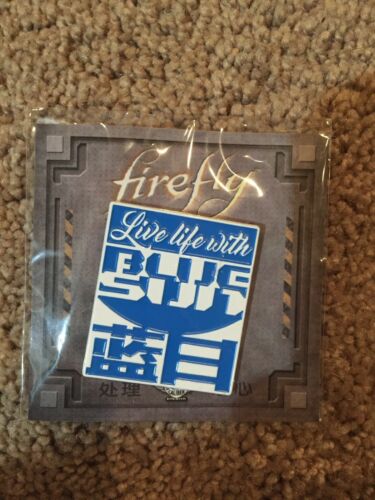 firefly
Live life with
BLUE
SUN
蓝日
处理 心